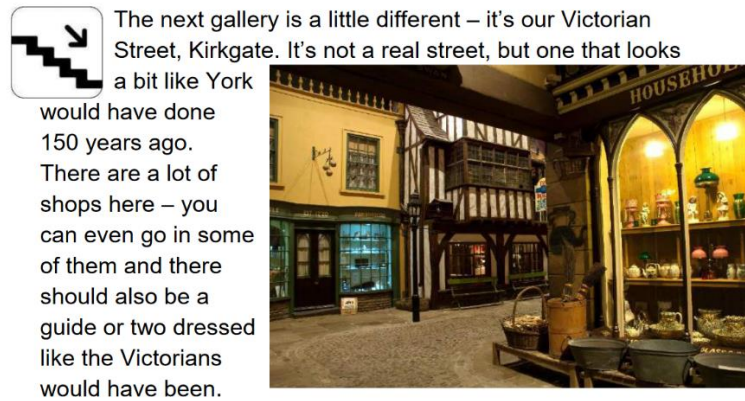 The next gallery is a little different – it’s our Victorian
Street, Kirkgate. It’s not a real street, but one that looks
a bit like York
would have done
150 years ago.
There are a lot of
shops here – you
can even go in some
of them and there
should also be a
guide or two dressed
like the Victorians
would have been.